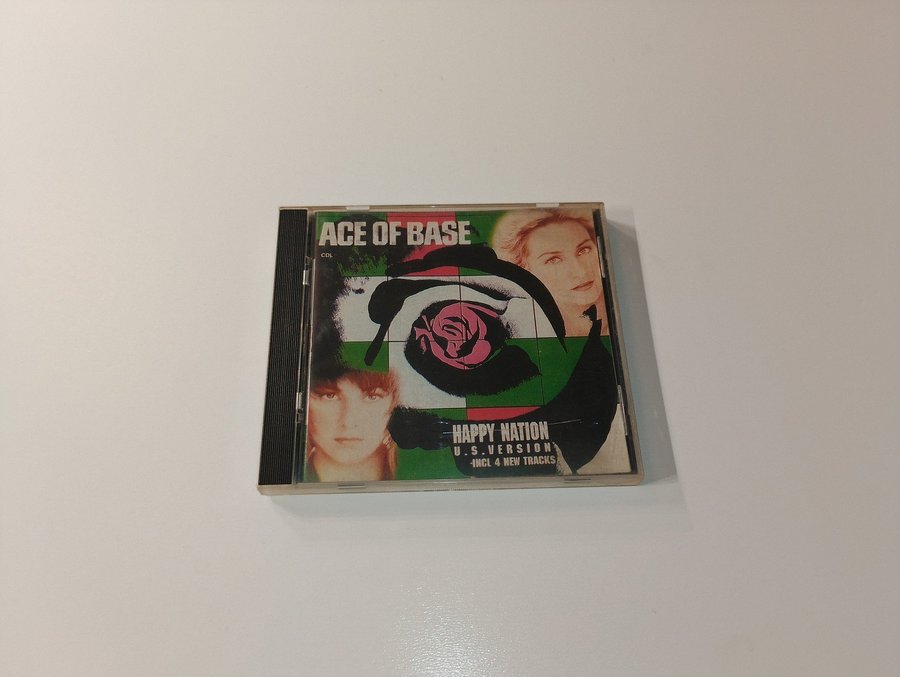 ACE OF BASE
CDL
HAPPY NATION
U.S.VERSION
INCL 4 NEW TRACKS